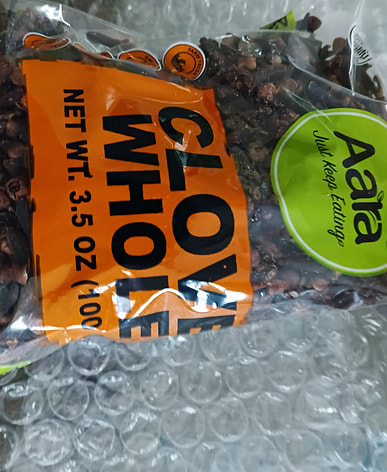 Aara
Just Keep Eating
CLOVE
WHOLE
NET WT. 3.5 OZ (100